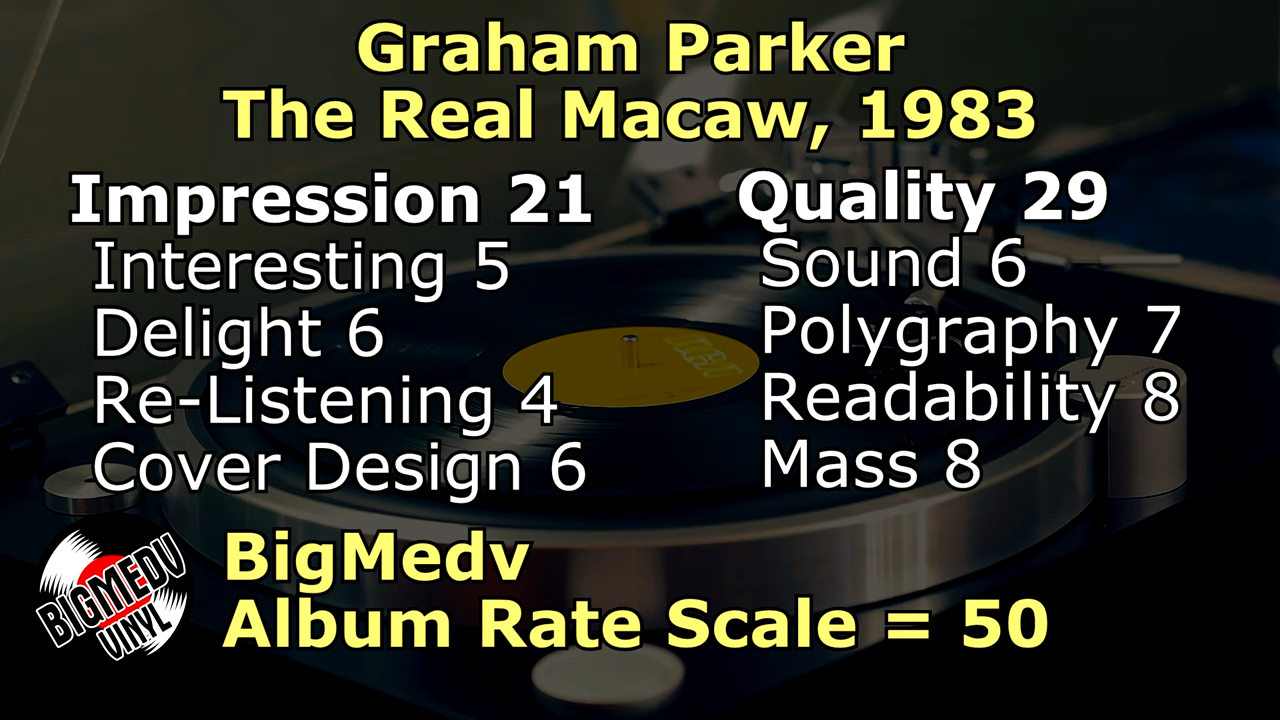 Graham Parker
The Real Macaw, 1983
Impression 21
Interesting 5
Delight 6
Re-Listening 4
Cover Design 6
Quality 29
Sound 6
Polygraphy 7
Readability 8
Mass 8
BIGMEDV
VINYL
BigMedv
Album Rate Scale = 50